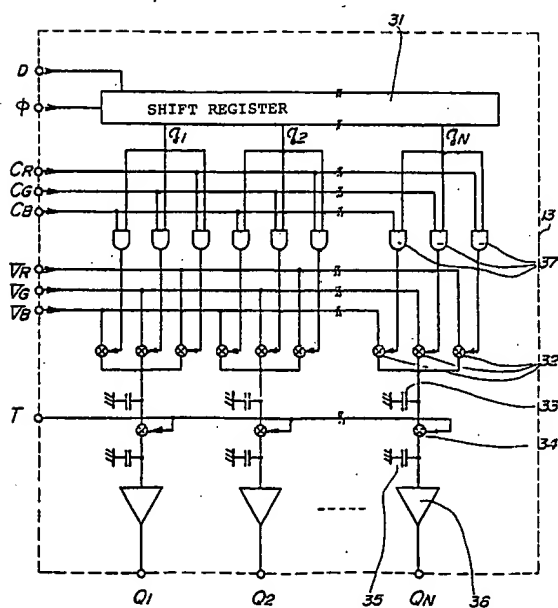 31
D
Φ
SHIFT REGISTER
q1 q2 qN
CR
CG
CB
13
37
VR
VG
VB
32
33
T
34
35
36
Q1 Q2 QN